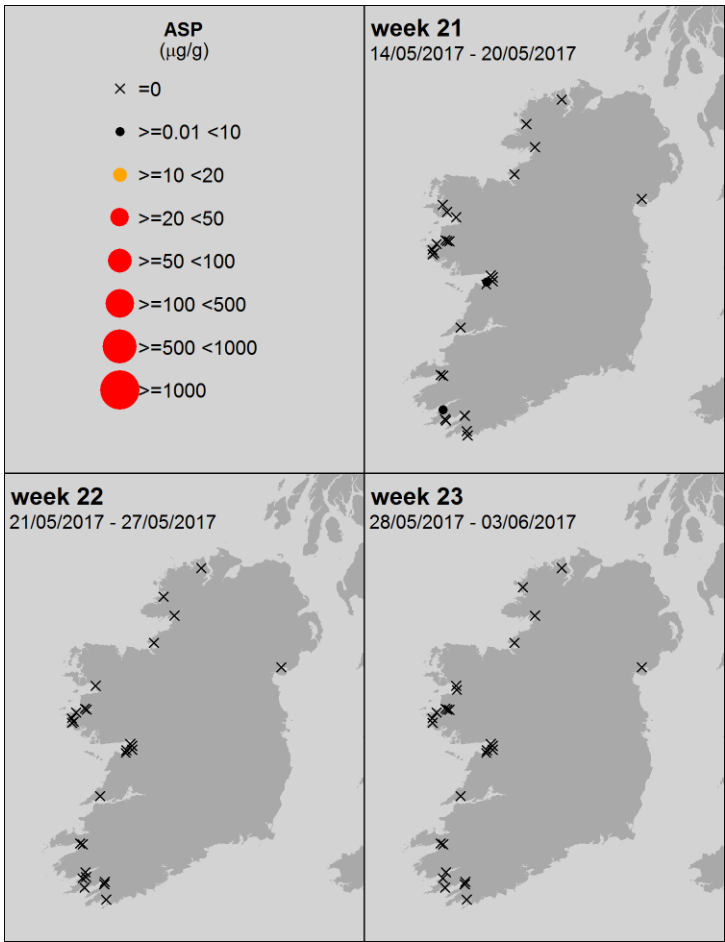 ASP
(μg/g)
=0
>=0.01 <10
>=10 <20
>=20 <50
>=50 <100
>=100 <500
>=500 <1000
>=1000
week 21
14/05/2017 - 20/05/2017
week 22
21/05/2017 - 27/05/2017
week 23
28/05/2017 - 03/06/2017